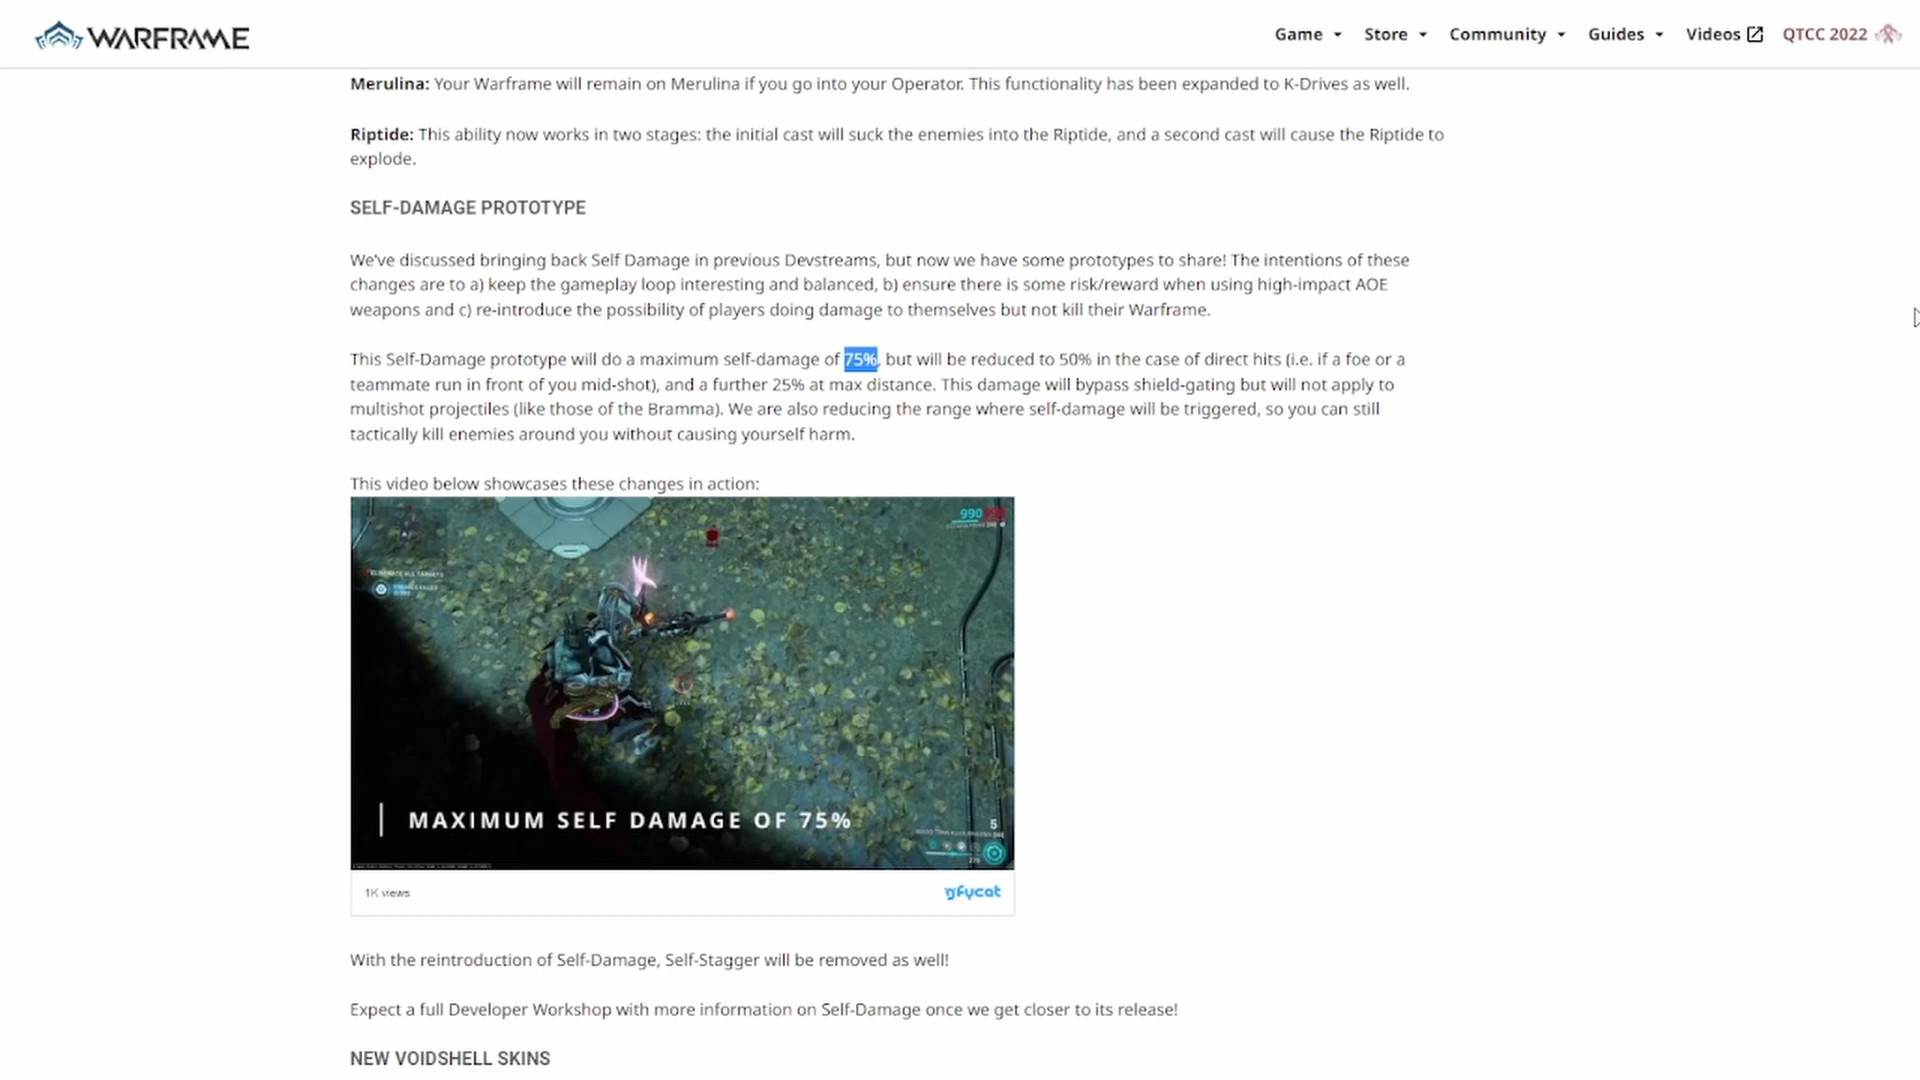 WARFRAME
Game Store Community Guides Videos QTCC 2022
Merulina: Your Warframe will remain on Merulina if you go into your Operator. This functionality has been expanded to K-Drives as well.
Riptide: This ability now works in two stages: the initial cast will suck the enemies into the Riptide, and a second cast will cause the Riptide to
explode.
SELF-DAMAGE PROTOTYPE
We've discussed bringing back Self Damage in previous Devstreams, but now we have some prototypes to share! The intentions of these
changes are to a) keep the gameplay loop interesting and balanced, b) ensure there is some risk/reward when using high-impact AOE
weapons and c) re-introduce the possibility of players doing damage to themselves but not kill their Warframe.
This Self-Damage prototype will do a maximum self-damage of 75%, but will be reduced to 50% in the case of direct hits (i.e. if a foe or a
teammate run in front of you mid-shot), and a further 25% at max distance. This damage will bypass shield-gating but will not apply to
multishot projectiles (like those of the Bramma). We are also reducing the range where self-damage will be triggered, so you can still
tactically kill enemies around you without causing yourself harm.
This video below showcases these changes in action:
990
ELIMINATE ALL TARGETS
MAXIMUM SELF DAMAGE OF 75%
5
1K views
gfycat
With the reintroduction of Self-Damage, Self-Stagger will be removed as well!
Expect a full Developer Workshop with more information on Self-Damage once we get closer to its release!
NEW VOIDSHELL SKINS